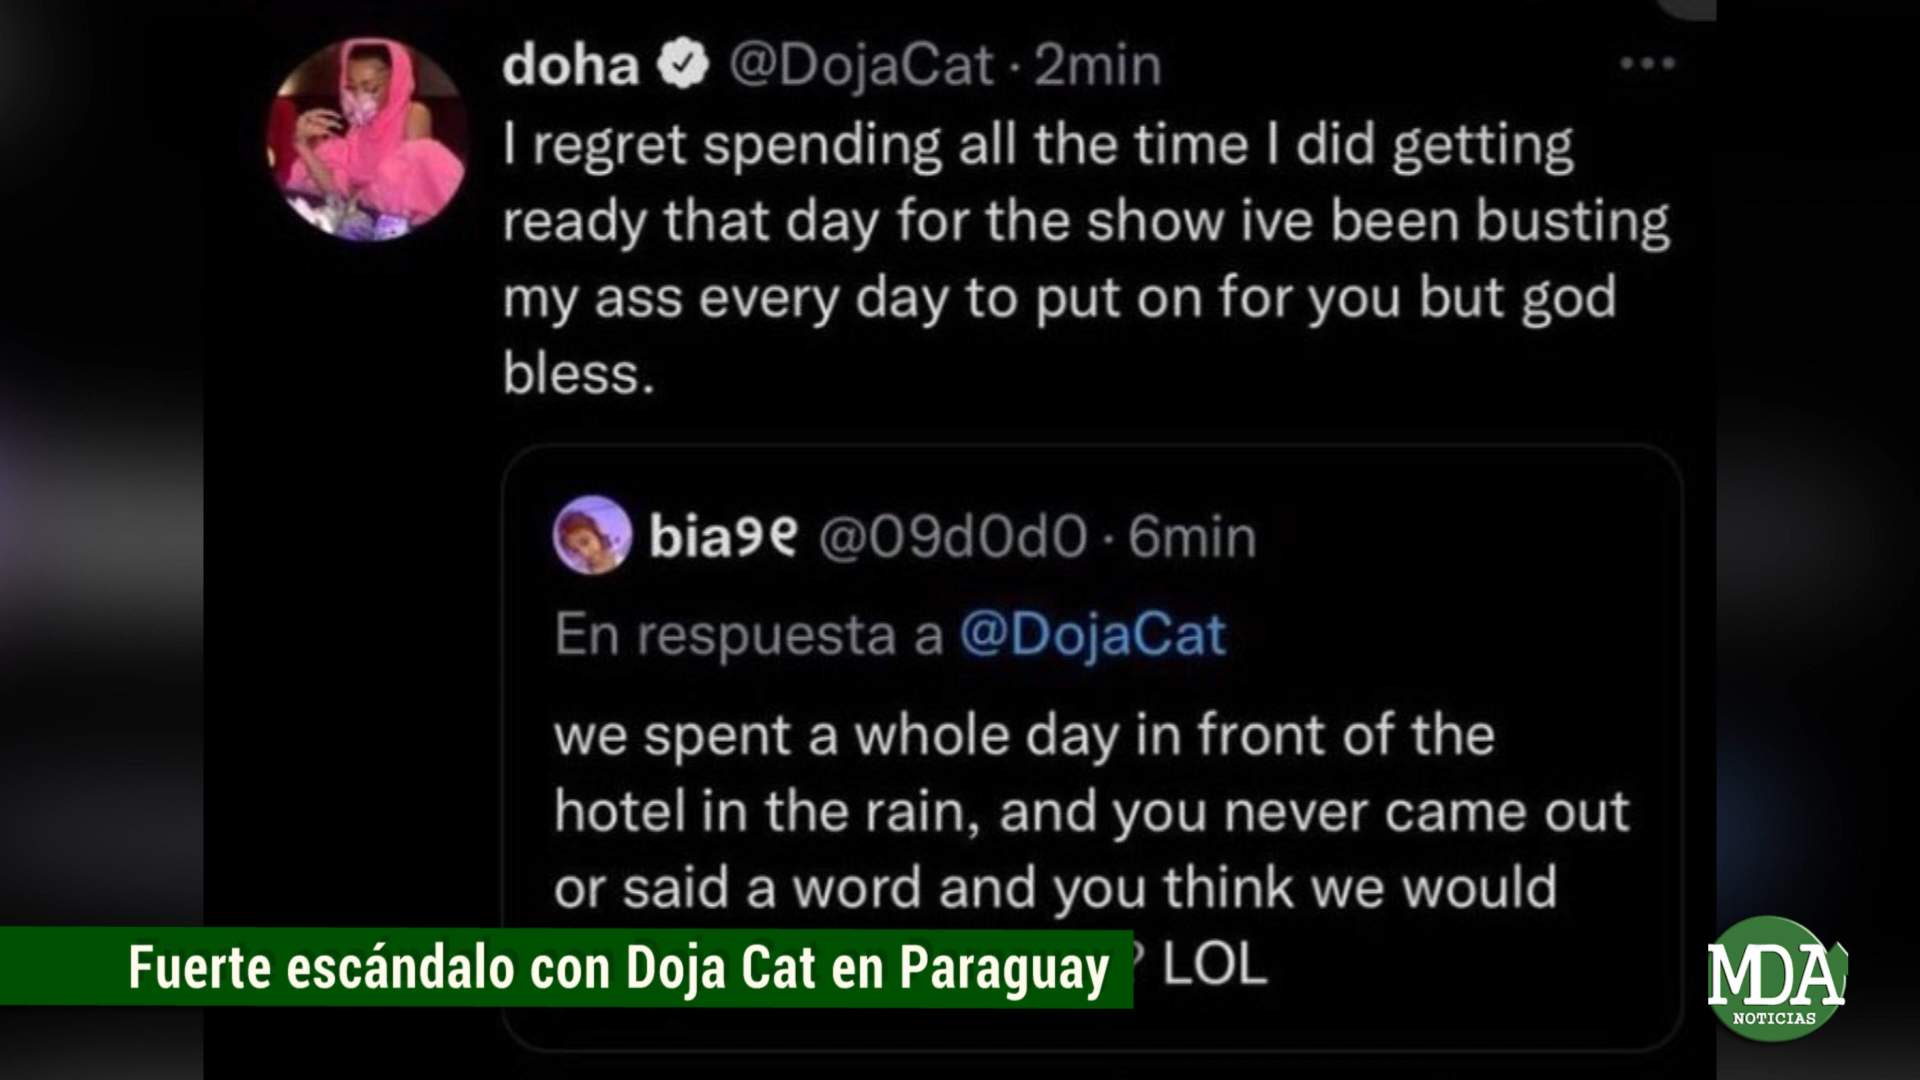 doha @DojaCat · 2min
I regret spending all the time I did getting
ready that day for the show ive been busting
my ass every day to put on for you but god
bless.
bia୨୧ @09d0d0 · 6min
En respuesta a @DojaCat
we spent a whole day in front of the
hotel in the rain, and you never came out
or said a word and you think we would
? LOL
Fuerte escándalo con Doja Cat en Paraguay
MDA
NOTICIAS